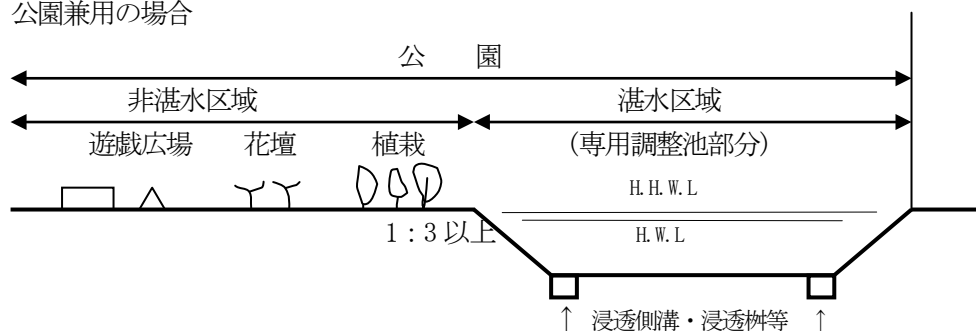 公園兼用の場合
公 園
非湛水区域 湛水区域
遊戯広場 花壇 植栽 (専用調整池部分)
H.H.W.L
1:3以上 H.W.L
↑ 浸透側溝・浸透桝等 ↑